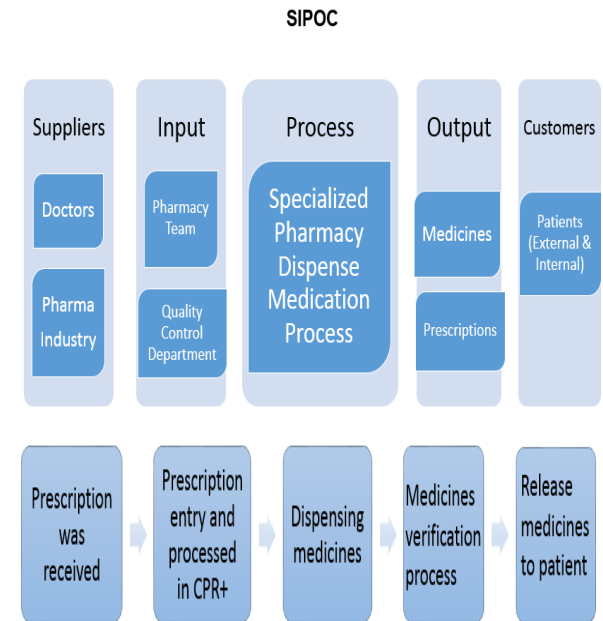 SIPOC
Suppliers
Doctors
Pharma
Industry
Input
Pharmacy
Team
Quality
Control
Department
Process
Specialized
Pharmacy
Dispense
Medication
Process
Output
Medicines
Prescriptions
Customers
Patients
(External &
Internal)
Prescription
was
received
Prescription
entry and
processed
in CPR+
Dispensing
medicines
Medicines
verification
process
Release
medicines
to patient